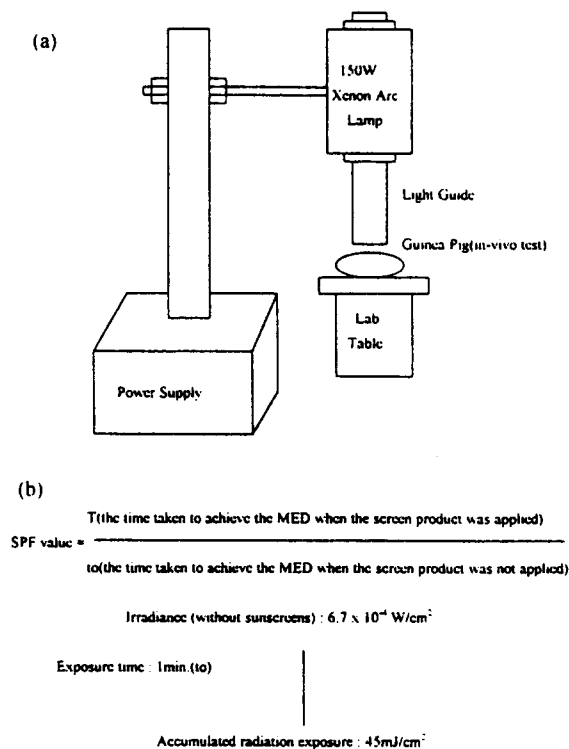 (a)
150W
Xenon Arc
Lamp
Light Guide
Guinea Pig(in-vivo test)
Lab
Table
Power Supply
(b)
T(the time taken to achieve the MED when the screen product was applied)
SPF value =
to(the time taken to achieve the MED when the screen product was not applied)
Irradiance (without sunscreens) : 6.7 x 10⁻⁴ W/cm²
Exposure time : 1min.(to)
Accumulated radiation exposure : 45mJ/cm²